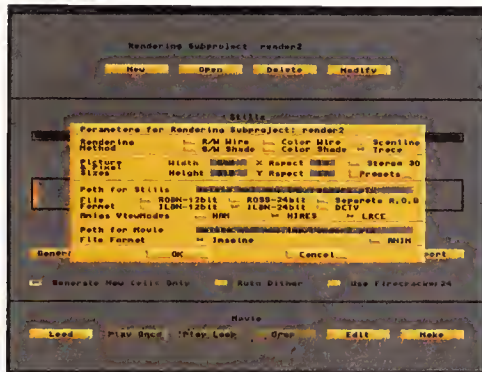 Rendering Subproject render2
New Open Delete Modify
Stills
Parameters for Rendering Subproject: render2
Rendering Method
B/W Wire Color Wire Scanline
B/W Shade Color Shade Trace
Picture & Pixel Sizes
Width X Aspect Stereo 3D
Height Y Aspect Presets
Path for Stills
File Format
RGBN-12bit RGB8-24bit Separate R,G,B
ILBM-12bit ILBM-24bit DCTV
Amiga ViewModes HAM HIRES LACE
Path for Movie
File Format Imagine ANIM
OK Cancel
Generate New Cells Only Auto Dither Use Firecracker24
Movie
Load Play Once Play Loop Drop Edit Make